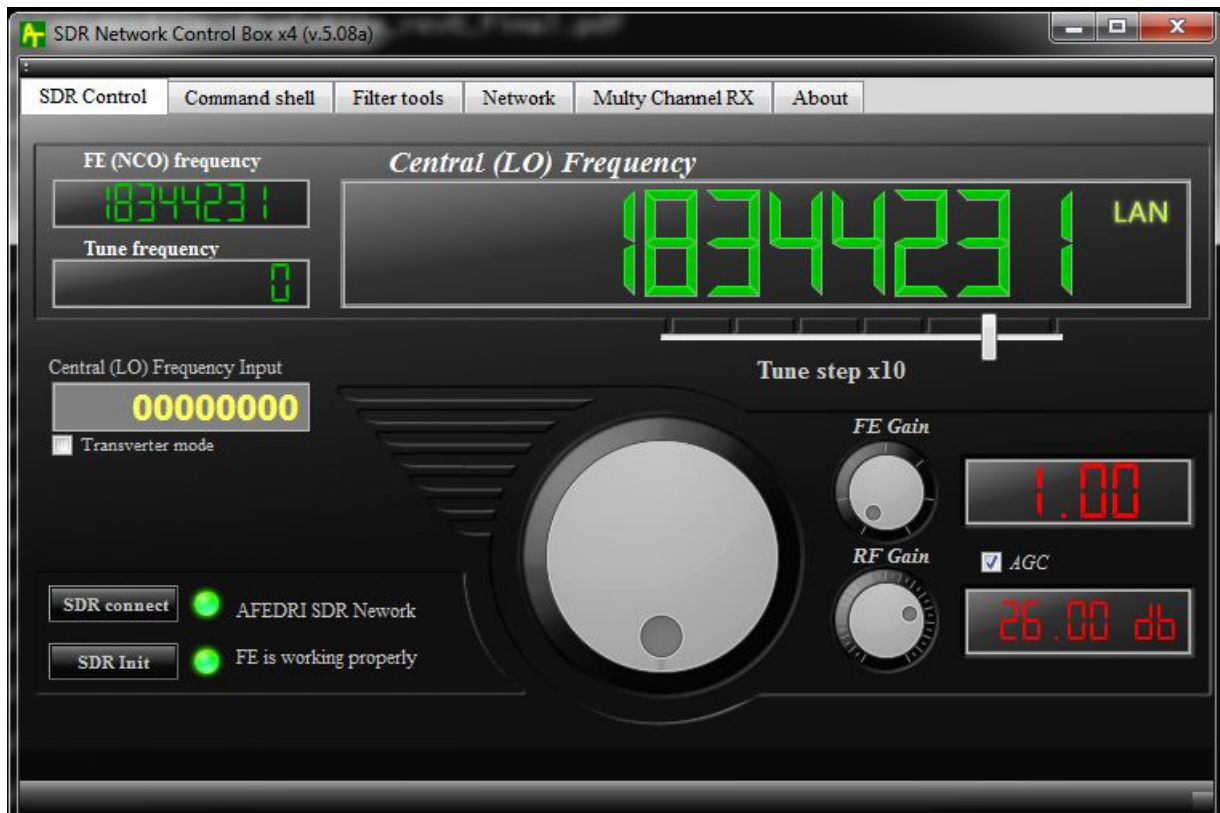 SDR Network Control Box x4 (v.5.08a)
SDR Control Command shell Filter tools Network Multy Channel RX About
FE (NCO) frequency
18344231
Tune frequency
0
Central (LO) Frequency
18344231
LAN
Tune step x10
Central (LO) Frequency Input
00000000
Transverter mode
FE Gain
1.00
RF Gain
AGC
26.00 db
SDR connect
AFEDRI SDR Nework
SDR Init
FE is working properly